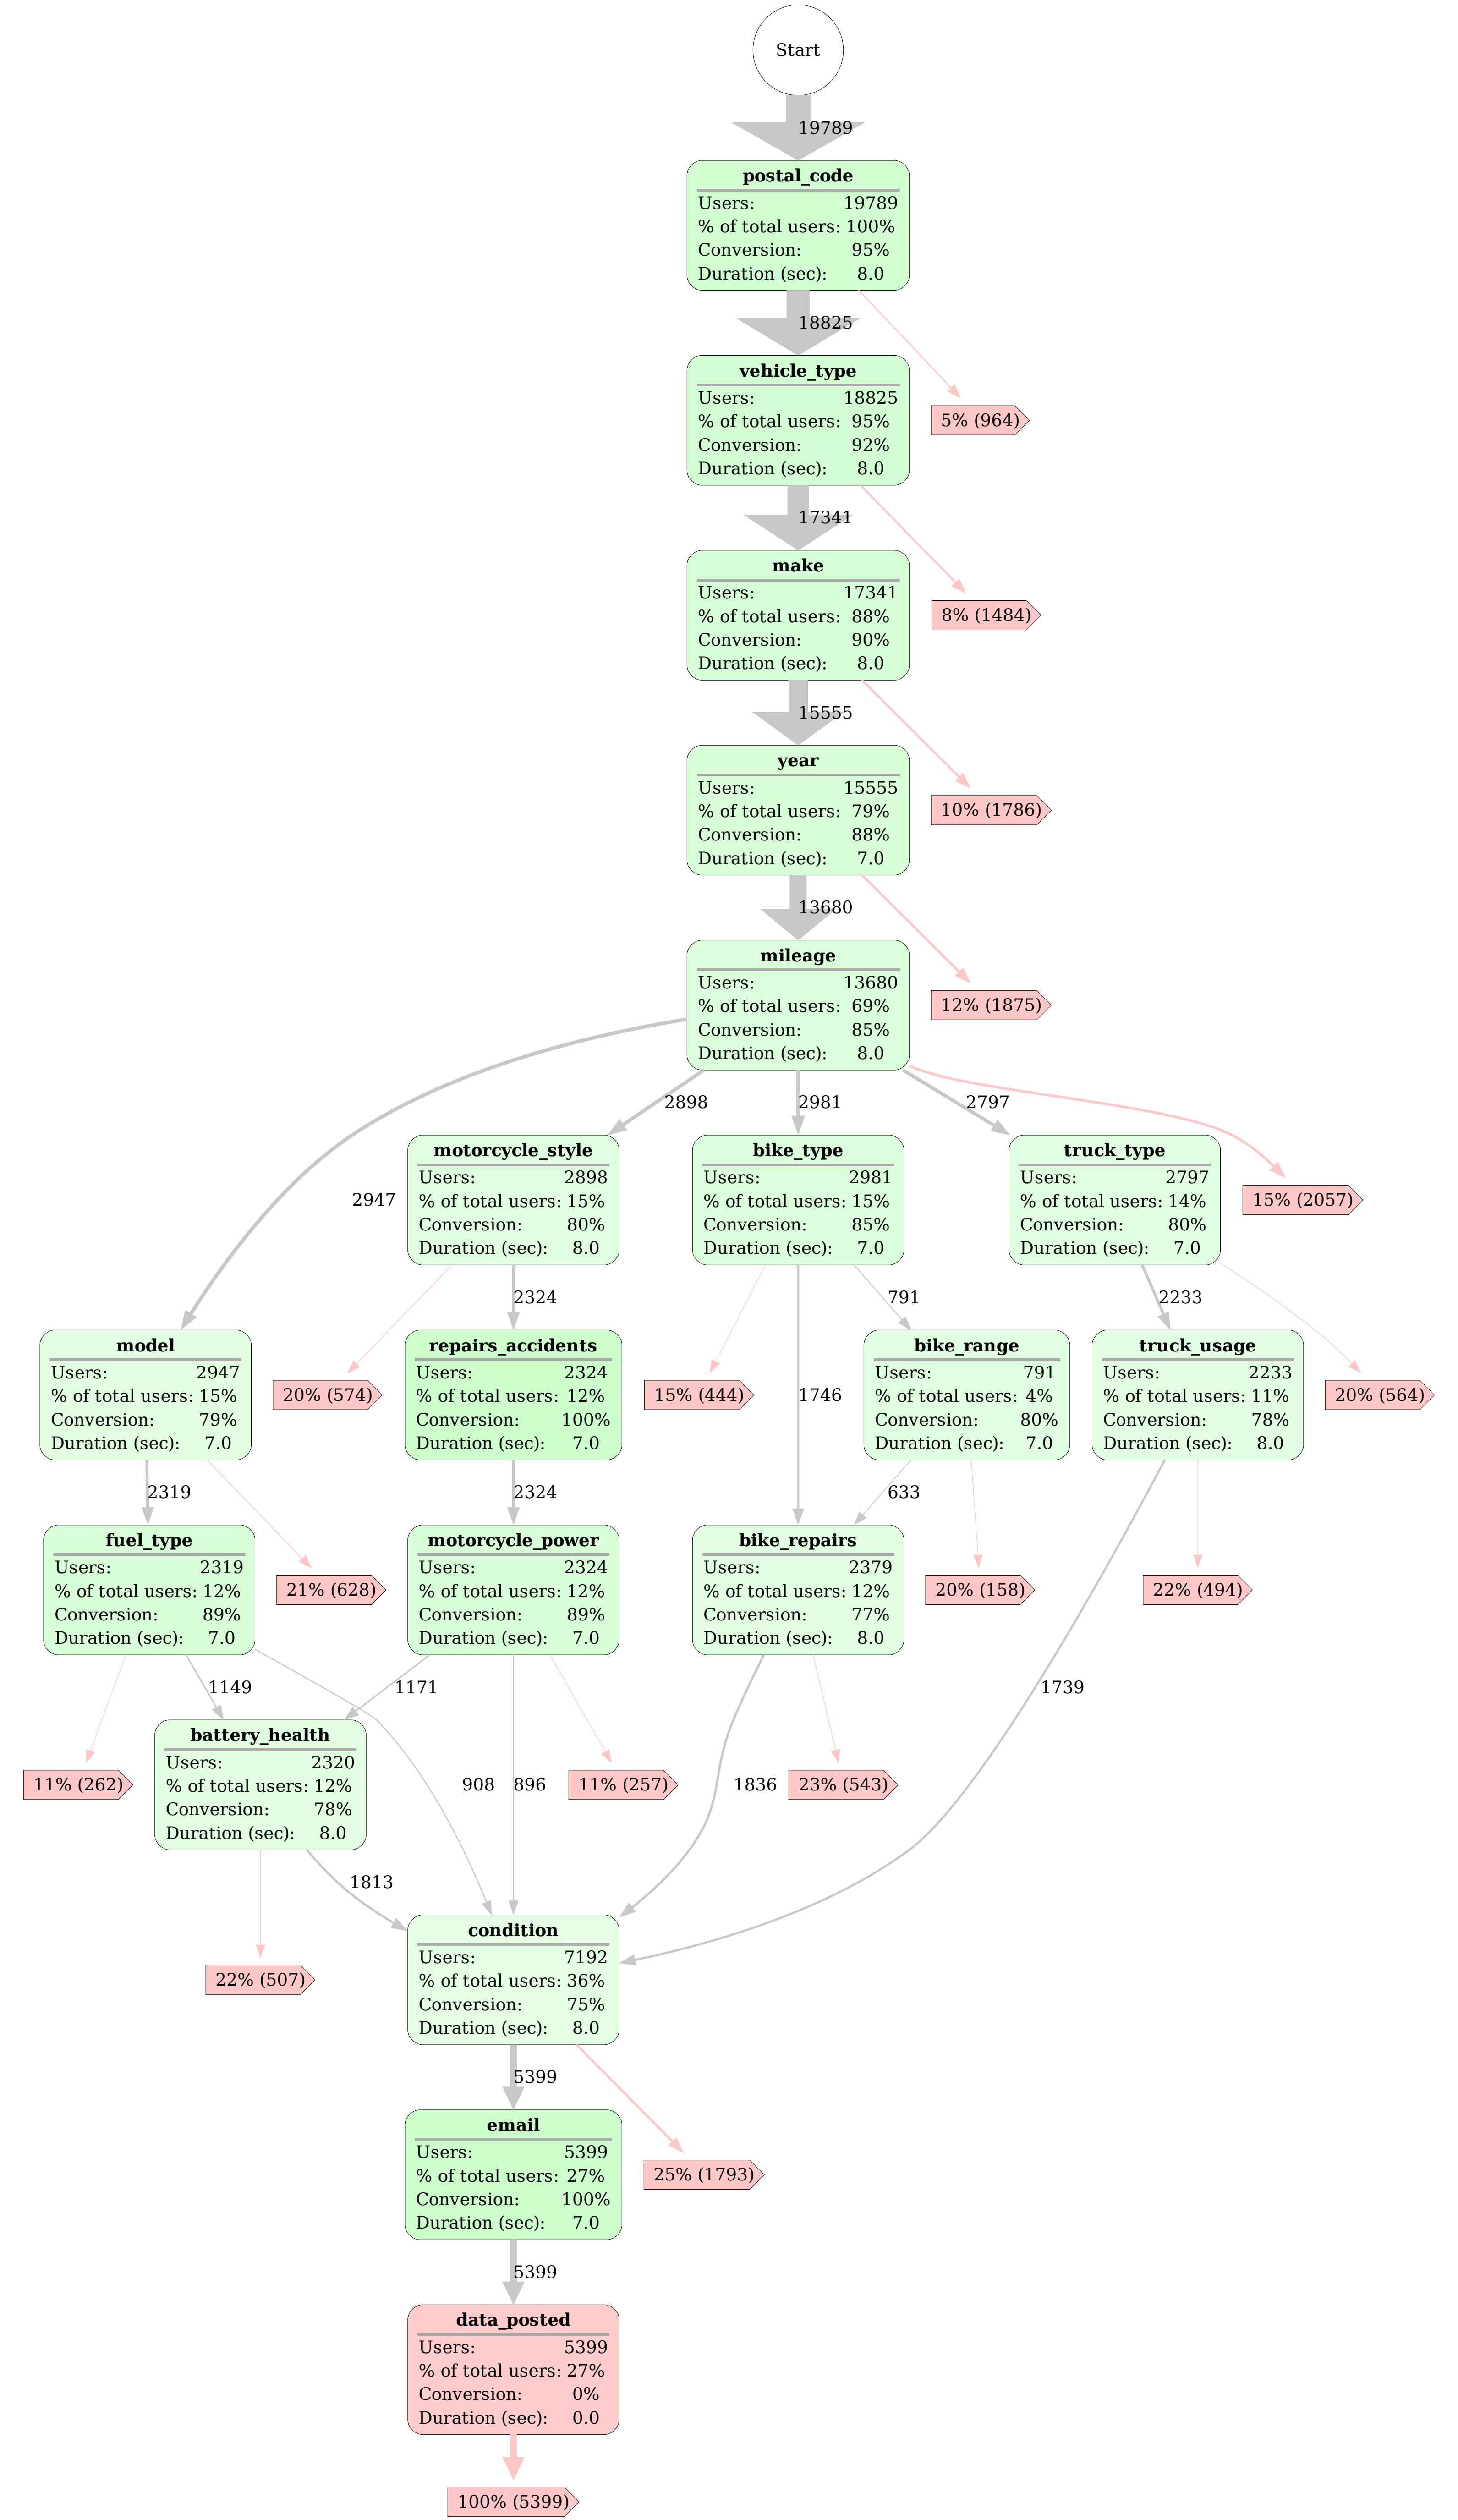 Start
19789
postal_code
Users: 19789
% of total users: 100%
Conversion: 95%
Duration (sec): 8.0
18825
vehicle_type
Users: 18825
% of total users: 95%
Conversion: 92%
Duration (sec): 8.0
5% (964)
17341
make
Users: 17341
% of total users: 88%
Conversion: 90%
Duration (sec): 8.0
8% (1484)
15555
year
Users: 15555
% of total users: 79%
Conversion: 88%
Duration (sec): 7.0
10% (1786)
13680
mileage
Users: 13680
% of total users: 69%
Conversion: 85%
Duration (sec): 8.0
12% (1875)
2898
2981
2797
2947
motorcycle_style
Users: 2898
% of total users: 15%
Conversion: 80%
Duration (sec): 8.0
bike_type
Users: 2981
% of total users: 15%
Conversion: 85%
Duration (sec): 7.0
truck_type
Users: 2797
% of total users: 14%
Conversion: 80%
Duration (sec): 7.0
15% (2057)
2324
791
2233
model
Users: 2947
% of total users: 15%
Conversion: 79%
Duration (sec): 7.0
20% (574)
repairs_accidents
Users: 2324
% of total users: 12%
Conversion: 100%
Duration (sec): 7.0
15% (444)
1746
bike_range
Users: 791
% of total users: 4%
Conversion: 80%
Duration (sec): 7.0
truck_usage
Users: 2233
% of total users: 11%
Conversion: 78%
Duration (sec): 8.0
20% (564)
2319
2324
633
fuel_type
Users: 2319
% of total users: 12%
Conversion: 89%
Duration (sec): 7.0
21% (628)
motorcycle_power
Users: 2324
% of total users: 12%
Conversion: 89%
Duration (sec): 7.0
bike_repairs
Users: 2379
% of total users: 12%
Conversion: 77%
Duration (sec): 8.0
20% (158)
22% (494)
1149
1171
1739
11% (262)
battery_health
Users: 2320
% of total users: 12%
Conversion: 78%
Duration (sec): 8.0
908
896
11% (257)
1836
23% (543)
1813
22% (507)
condition
Users: 7192
% of total users: 36%
Conversion: 75%
Duration (sec): 8.0
5399
email
Users: 5399
% of total users: 27%
Conversion: 100%
Duration (sec): 7.0
25% (1793)
5399
data_posted
Users: 5399
% of total users: 27%
Conversion: 0%
Duration (sec): 0.0
100% (5399)